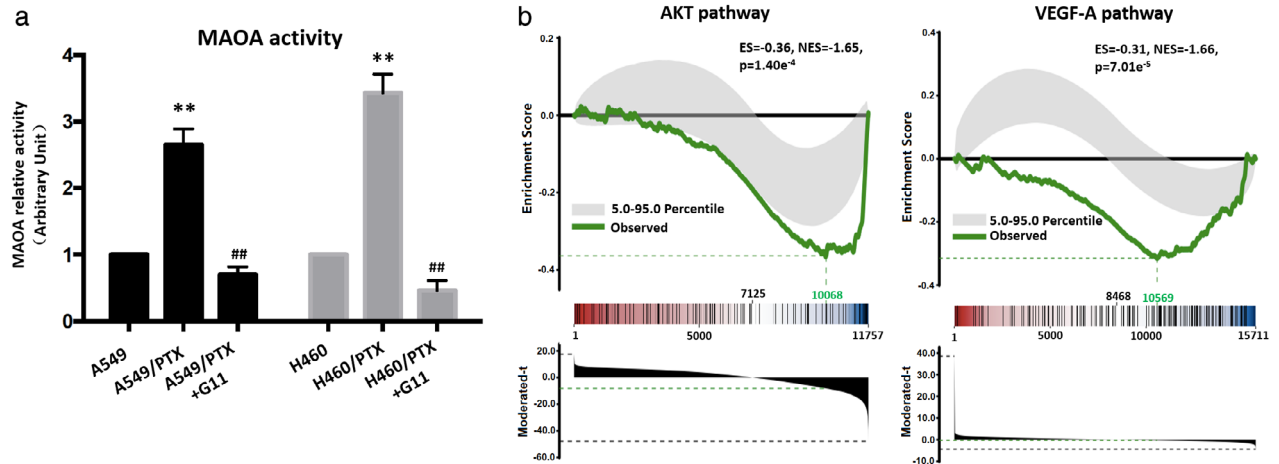 a
MAOA activity
MAOA relative activity
(Arbitrary Unit)
4
3
2
1
0
**
##
**
##
A549
A549/PTX
A549/PTX
+G11
H460
H460/PTX
H460/PTX
+G11
b
AKT pathway
ES=-0.36, NES=-1.65,
p=1.40e-4
Enrichment Score
0.2
0.0
-0.2
-0.4
5.0-95.0 Percentile
Observed
10068
7125
1
5000
11757
Moderated-t
20.0
0.0
-20.0
-40.0
-60.0
VEGF-A pathway
ES=-0.31, NES=-1.66,
p=7.01e-5
Enrichment Score
0.4
0.2
0.0
-0.2
-0.4
5.0-95.0 Percentile
Observed
8468
10569
1
5000
10000
15711
Moderated-t
40.0
30.0
20.0
10.0
0.0
-10.0